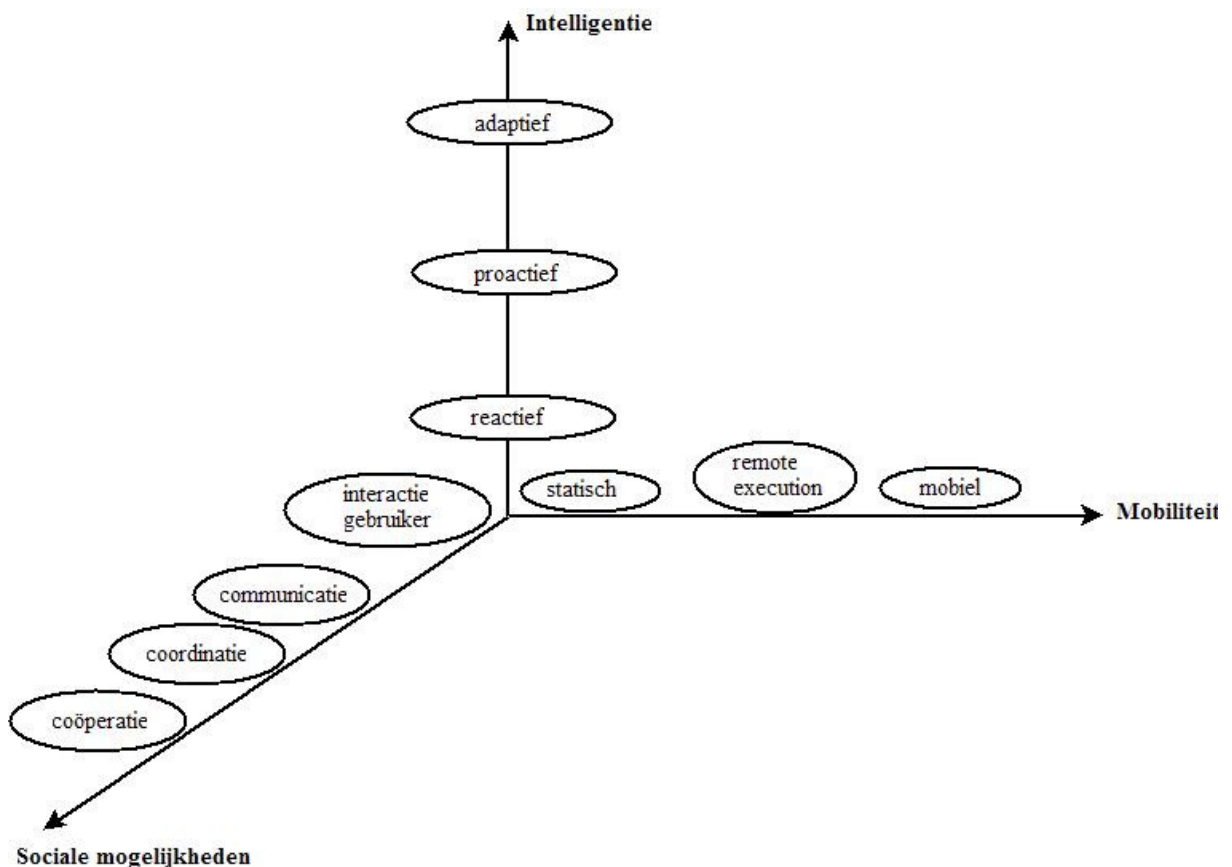 Intelligentie
adaptief
proactief
reactief
interactie
gebruiker
statisch
remote
execution
mobiel
Mobiliteit
communicatie
coordinatie
coöperatie
Sociale mogelijkheden